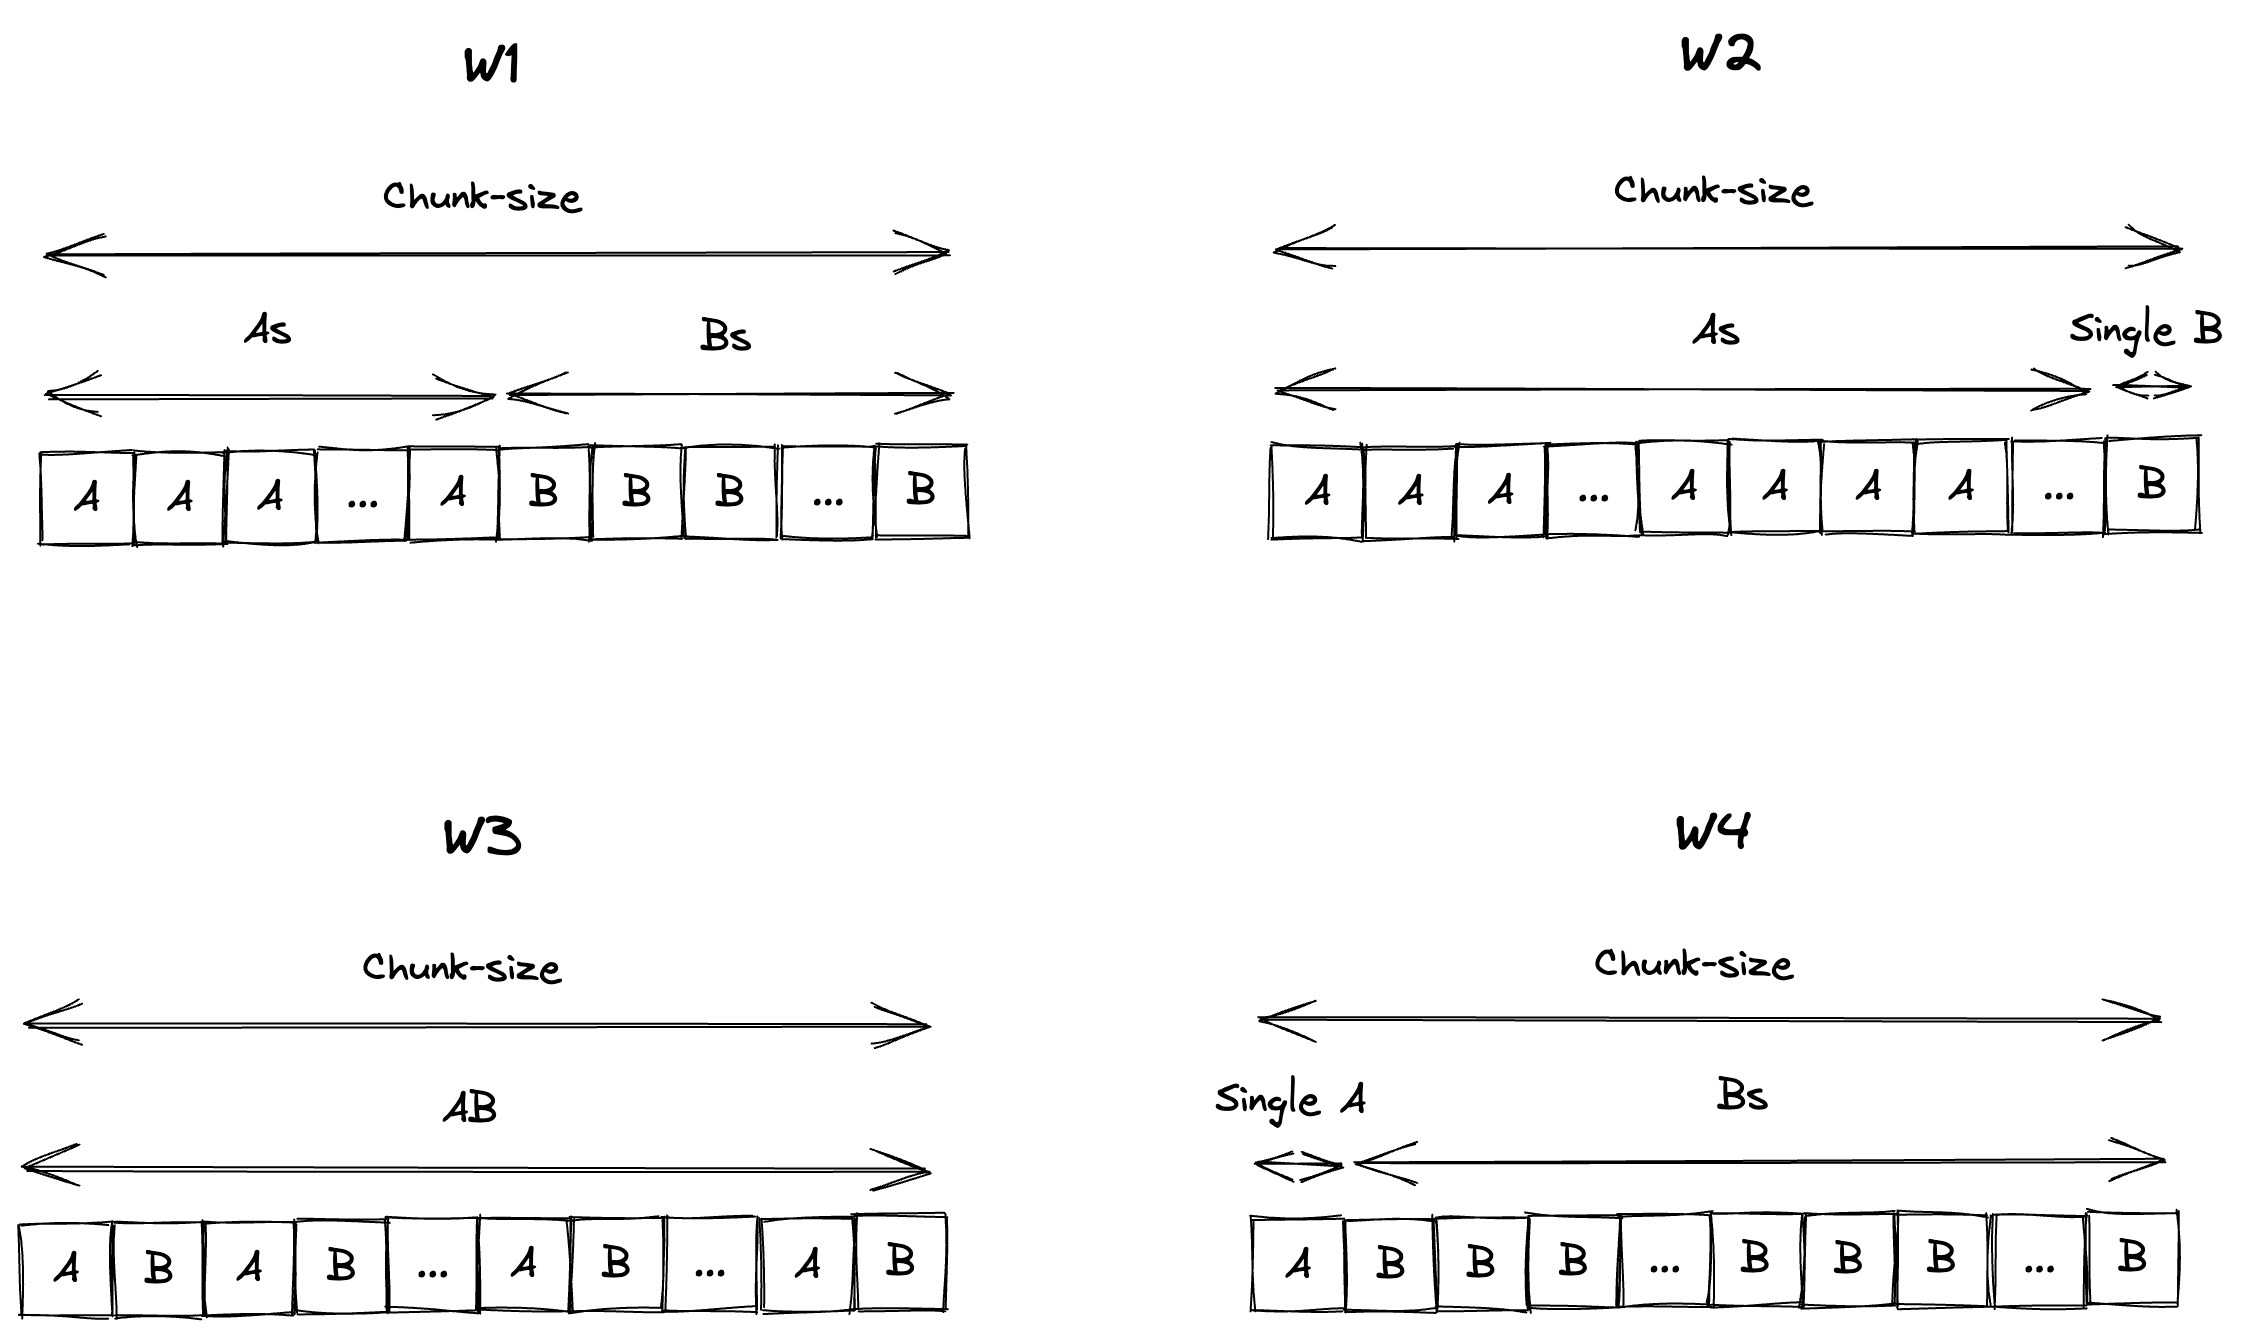 W1
Chunk-size
As Bs
A A A ... A B B B ... B
W2
Chunk-size
As Single B
A A A ... A A A A ... B
W3
Chunk-size
AB
A B A B ... A B ... A B
W4
Chunk-size
Single A Bs
A B B B ... B B B ... B